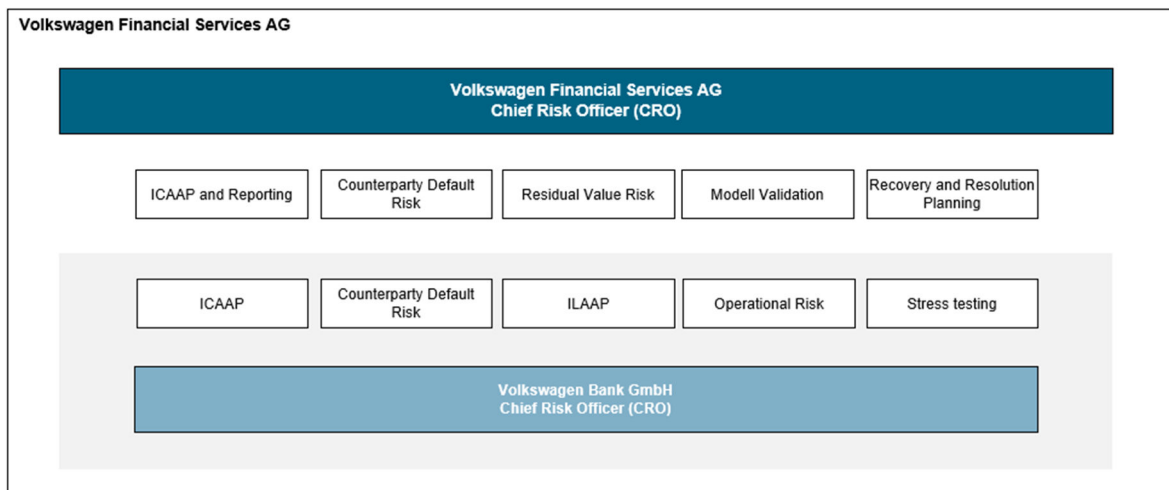 Volkswagen Financial Services AG
Volkswagen Financial Services AG
Chief Risk Officer (CRO)
ICAAP and Reporting
Counterparty Default
Risk
Residual Value Risk
Modell Validation
Recovery and Resolution
Planning
ICAAP
Counterparty Default
Risk
ILAAP
Operational Risk
Stress testing
Volkswagen Bank GmbH
Chief Risk Officer (CRO)